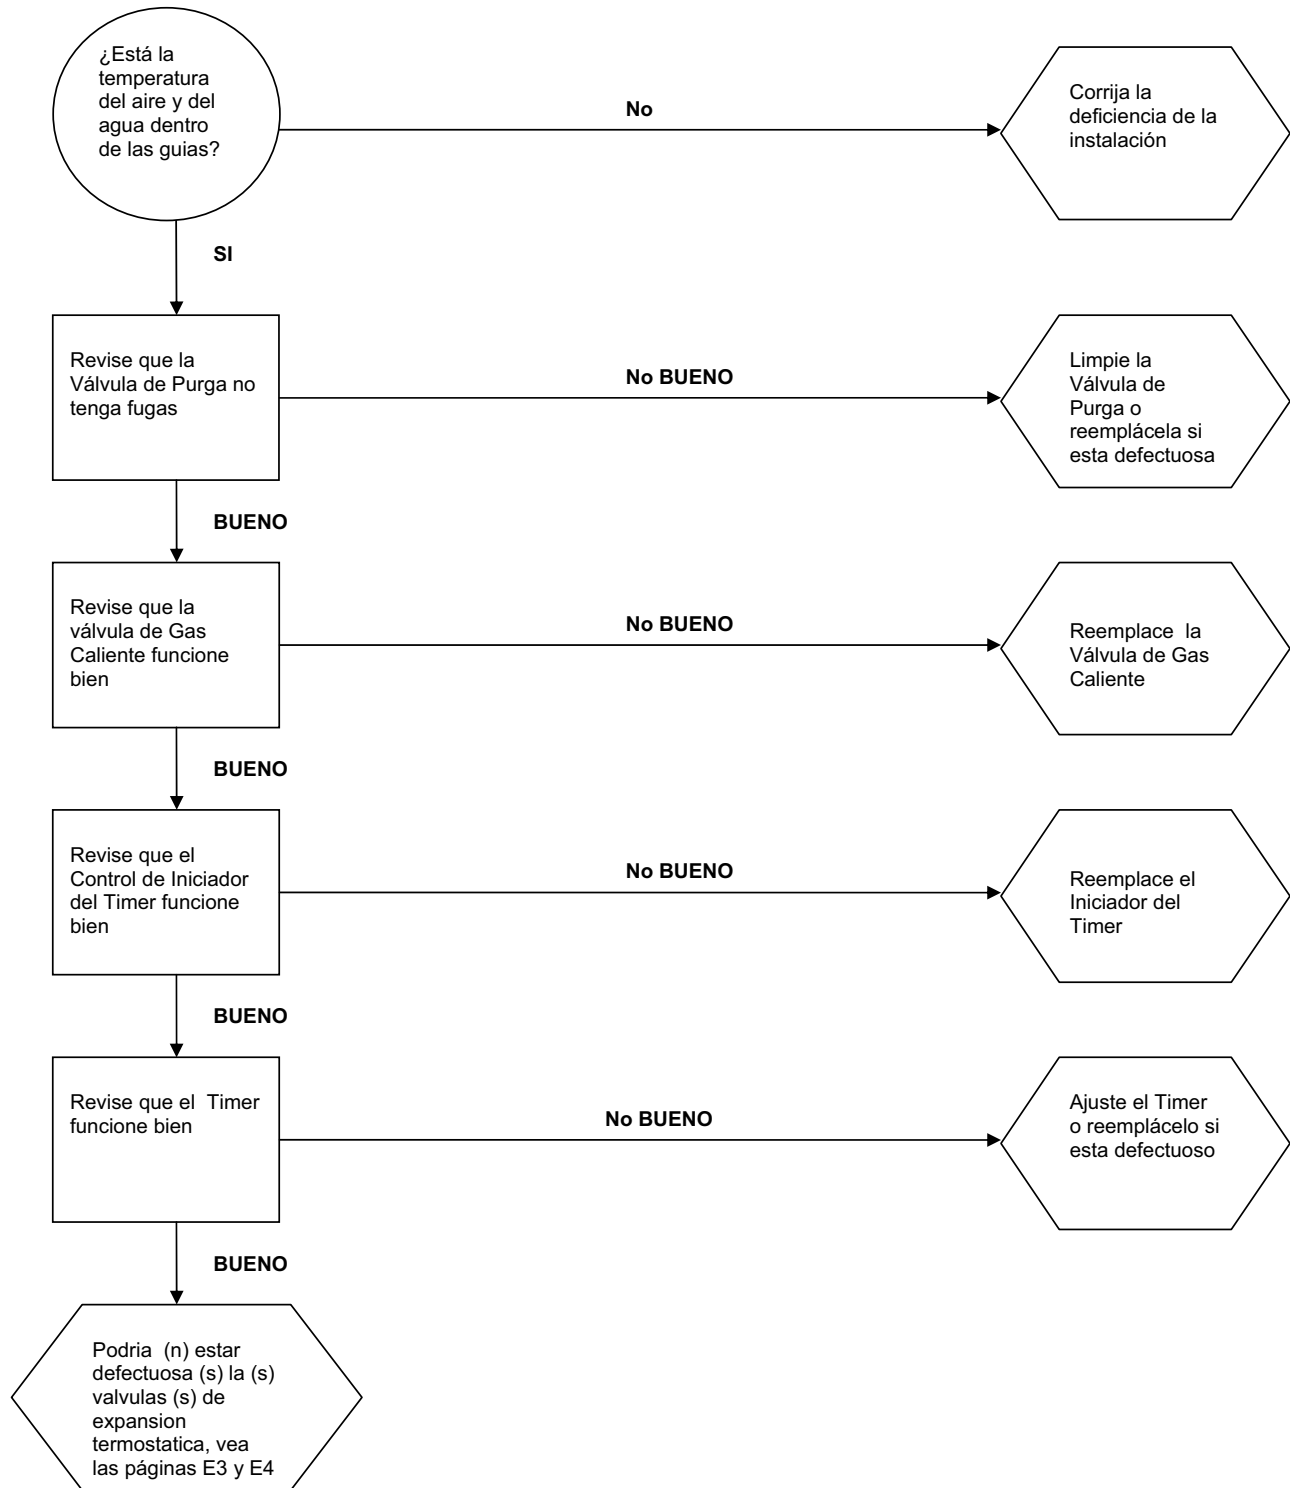 ¿Está la
temperatura
del aire y del
agua dentro
de las guias?
No
Corrija la
deficiencia de la
instalación
SI
Revise que la
Válvula de Purga no
tenga fugas
No BUENO
Limpie la
Válvula de
Purga o
reemplácela si
esta defectuosa
BUENO
Revise que la
válvula de Gas
Caliente funcione
bien
No BUENO
Reemplace la
Válvula de Gas
Caliente
BUENO
Revise que el
Control de Iniciador
del Timer funcione
bien
No BUENO
Reemplace el
Iniciador del
Timer
BUENO
Revise que el Timer
funcione bien
No BUENO
Ajuste el Timer
o reemplácelo si
esta defectuoso
BUENO
Podria (n) estar
defectuosa (s) la (s)
valvulas (s) de
expansion
termostatica, vea
las páginas E3 y E4